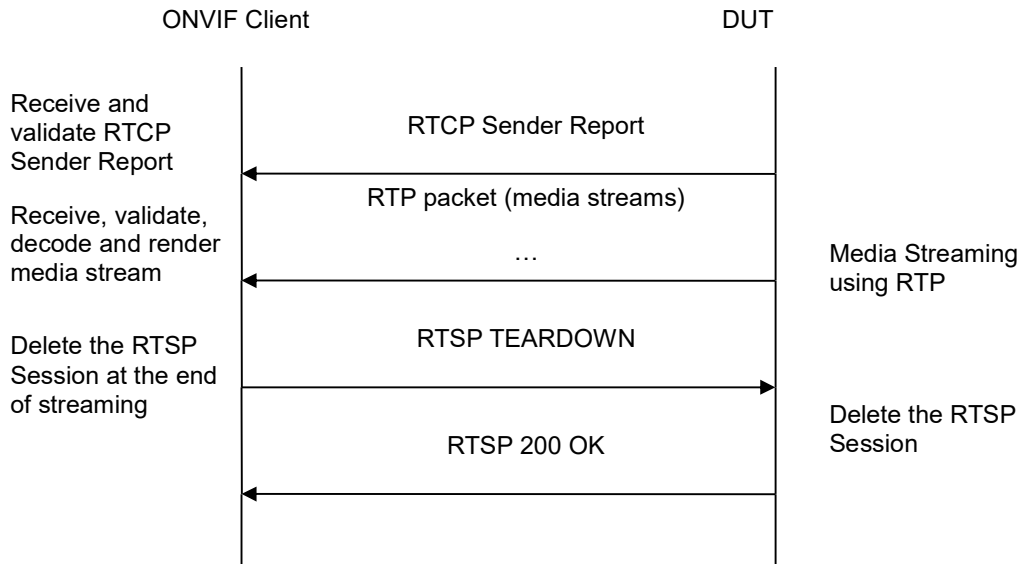 ONVIF Client
DUT
Receive and
validate RTCP
Sender Report
RTCP Sender Report
RTP packet (media streams)
Receive, validate,
decode and render
media stream
…
Media Streaming
using RTP
RTSP TEARDOWN
Delete the RTSP
Session at the end
of streaming
Delete the RTSP
Session
RTSP 200 OK